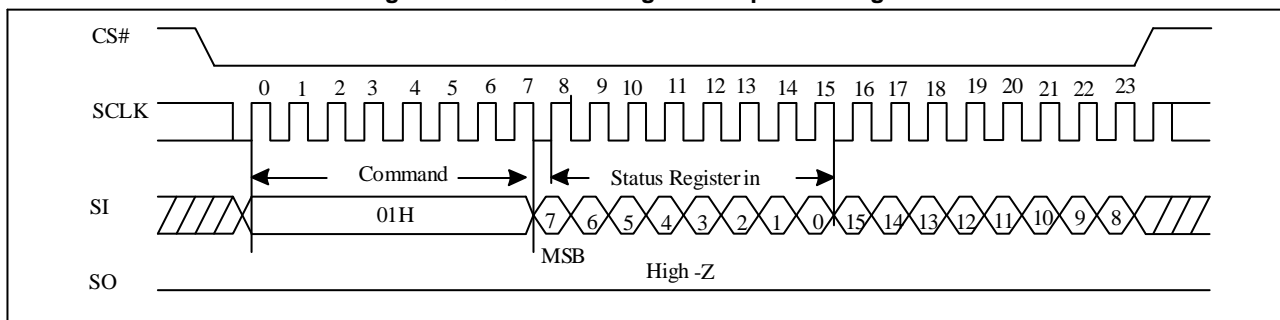 CS#
0 1 2 3 4 5 6 7 8 9 10 11 12 13 14 15 16 17 18 19 20 21 22 23
SCLK
Command Status Register in
SI 01H 7 6 5 4 3 2 1 0 15 14 13 12 11 10 9 8
MSB
High -Z
SO